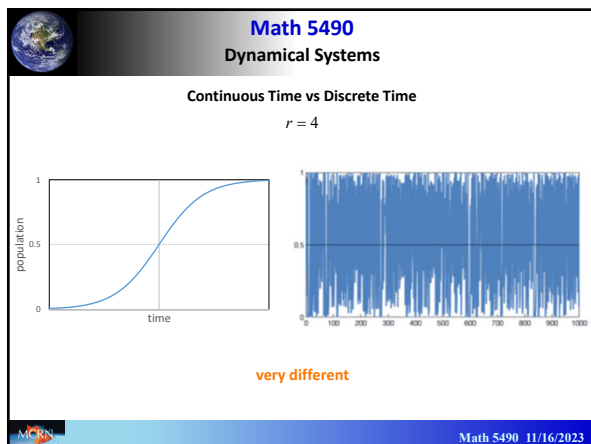 Math 5490
Dynamical Systems
Continuous Time vs Discrete Time
r = 4
1
0.5
0
population
time
1
0.5
0
0 100 200 300 400 500 600 700 800 900 1000
very different
MCRN
Math 5490 11/16/2023